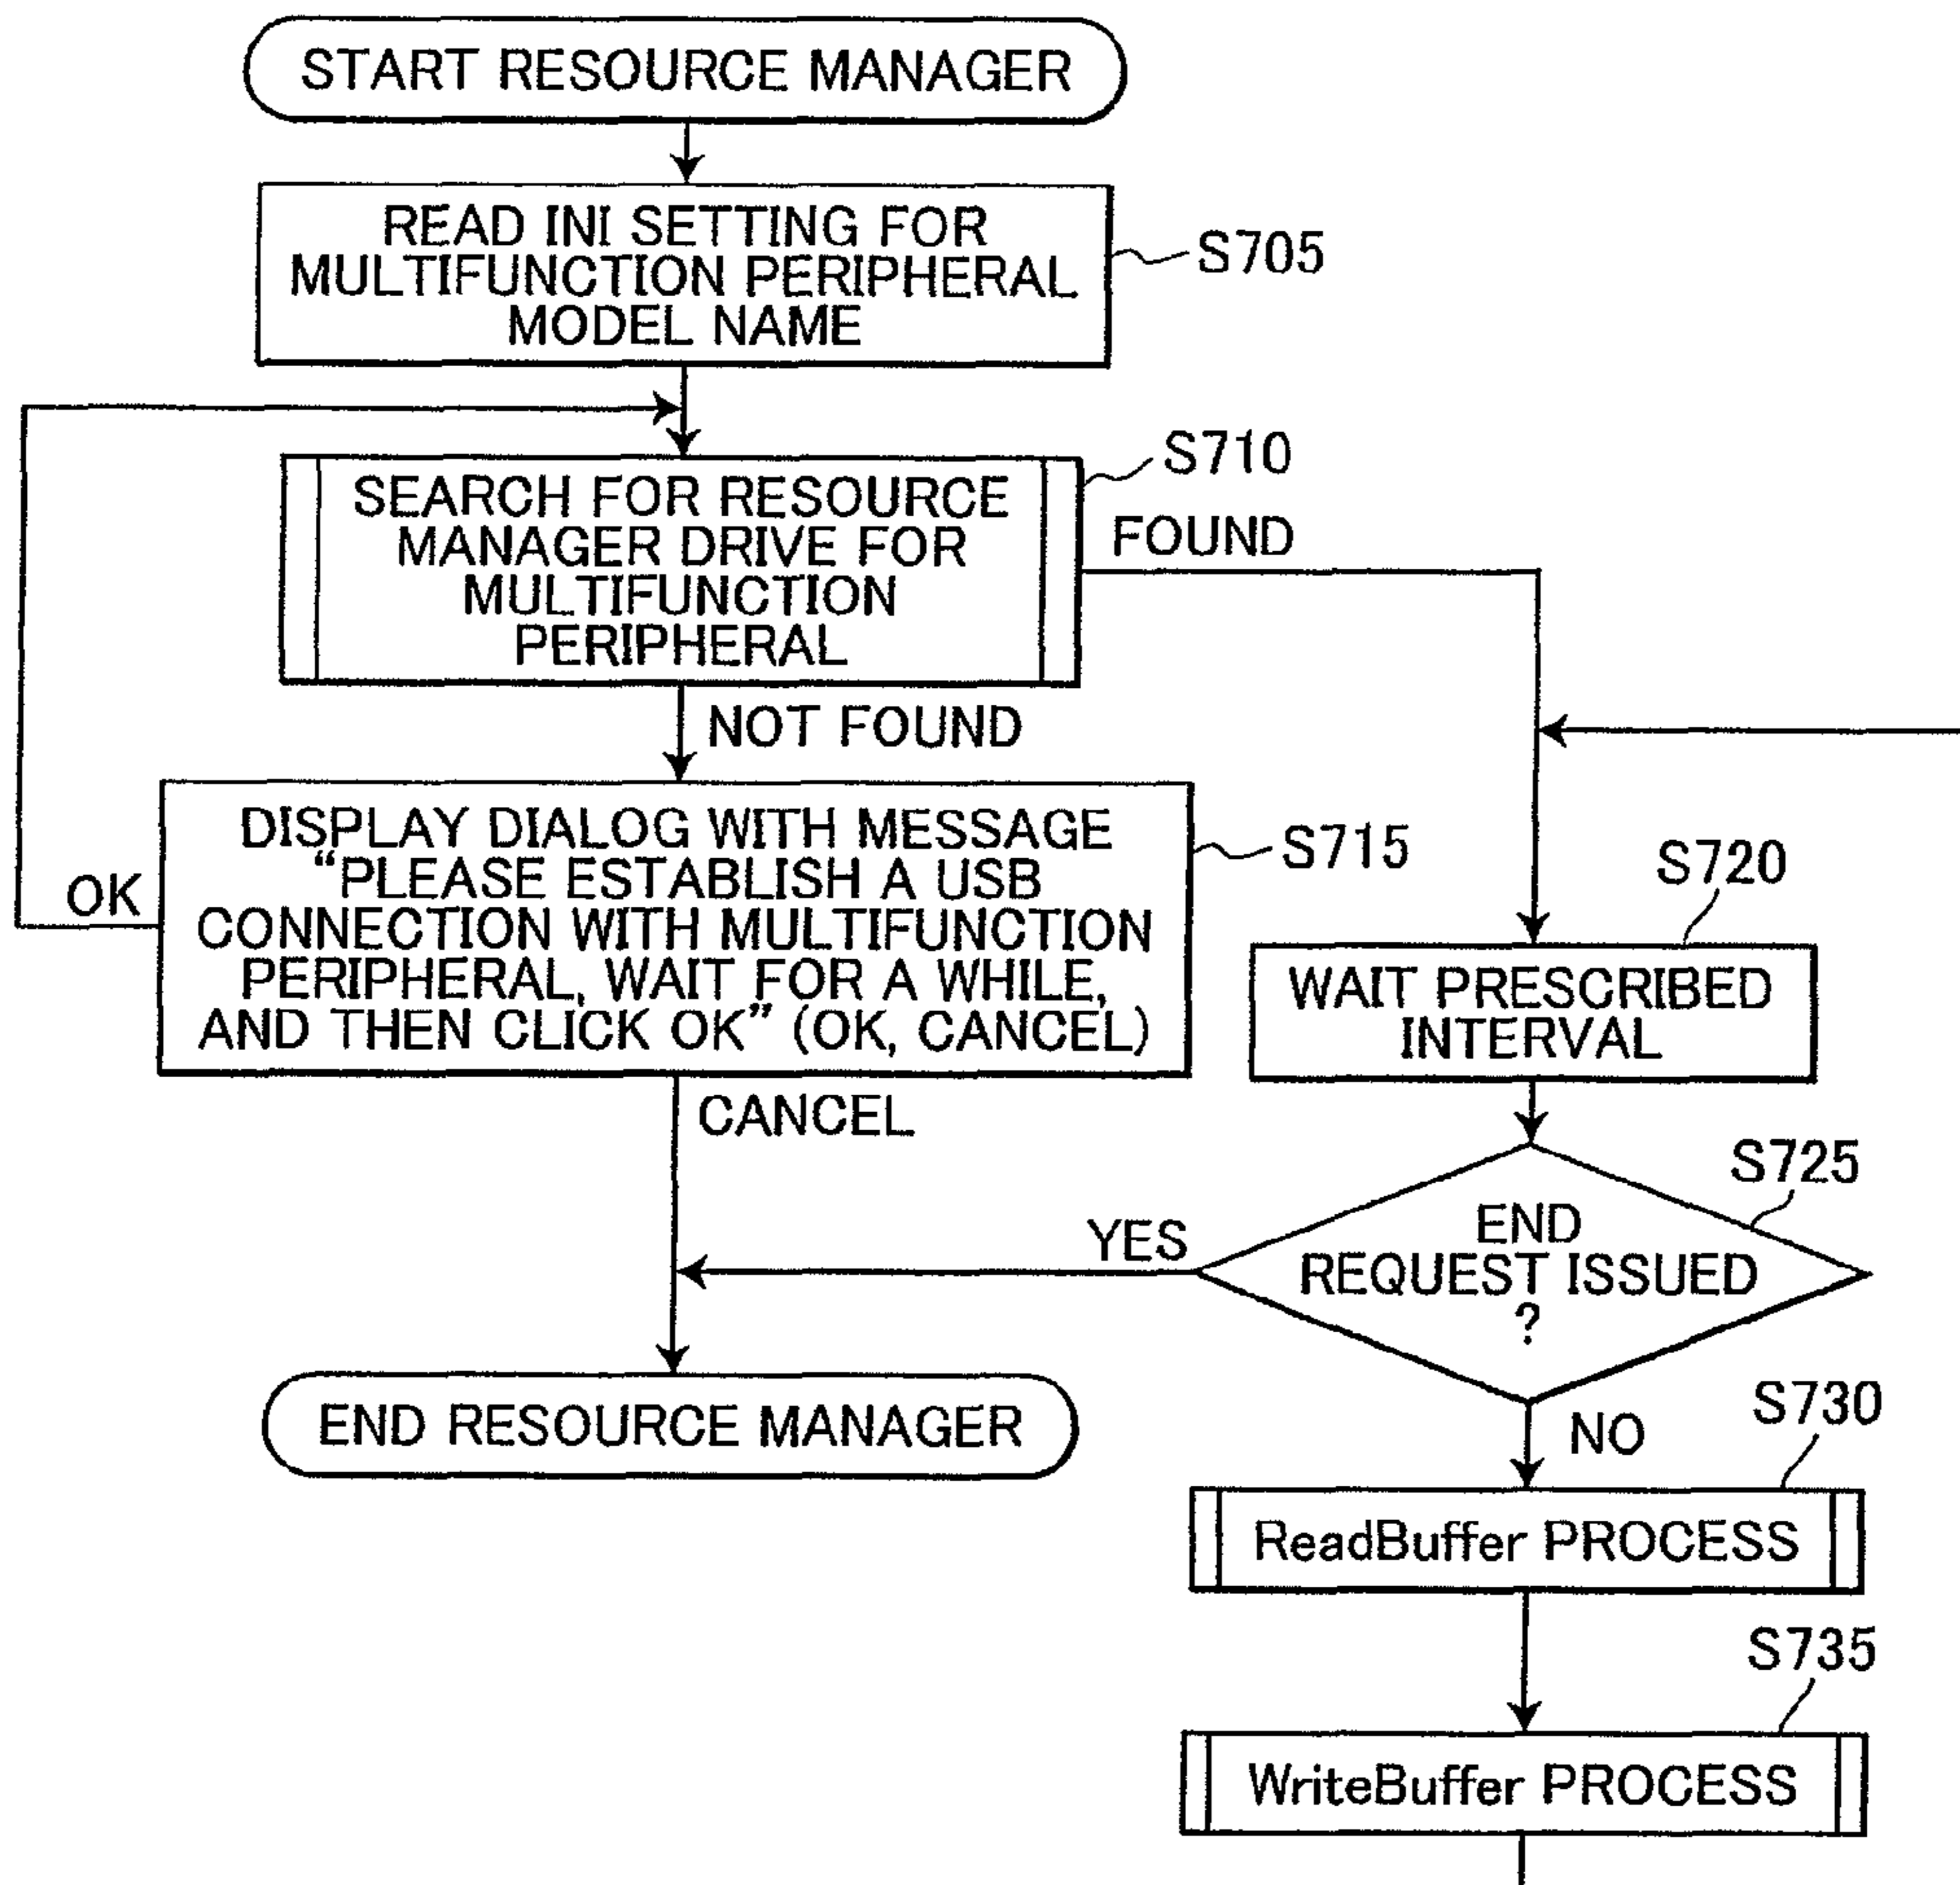 START RESOURCE MANAGER
READ INI SETTING FOR
MULTIFUNCTION PERIPHERAL
MODEL NAME
S705
SEARCH FOR RESOURCE
MANAGER DRIVE FOR
MULTIFUNCTION
PERIPHERAL
S710
FOUND
NOT FOUND
DISPLAY DIALOG WITH MESSAGE
“PLEASE ESTABLISH A USB
CONNECTION WITH MULTIFUNCTION
PERIPHERAL, WAIT FOR A WHILE,
AND THEN CLICK OK” (OK, CANCEL)
S715
OK
CANCEL
S720
WAIT PRESCRIBED
INTERVAL
S725
END
REQUEST ISSUED
?
YES
NO
END RESOURCE MANAGER
S730
ReadBuffer PROCESS
S735
WriteBuffer PROCESS